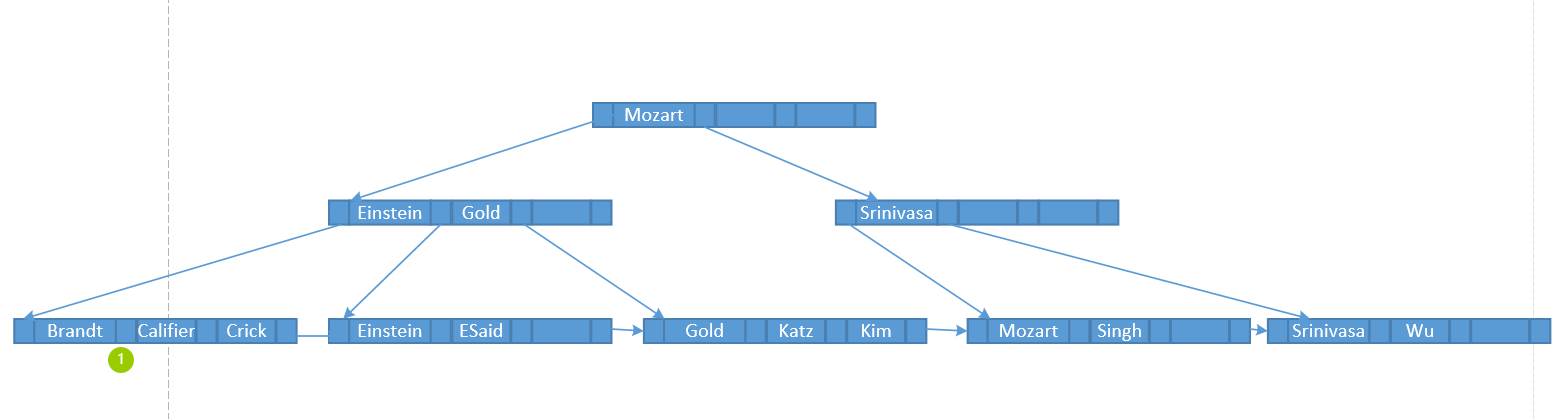 Mozart
Einstein Gold
Srinivasa
Brandt Califier Crick
Einstein ESaid
Gold Katz Kim
Mozart Singh
Srinivasa Wu
1